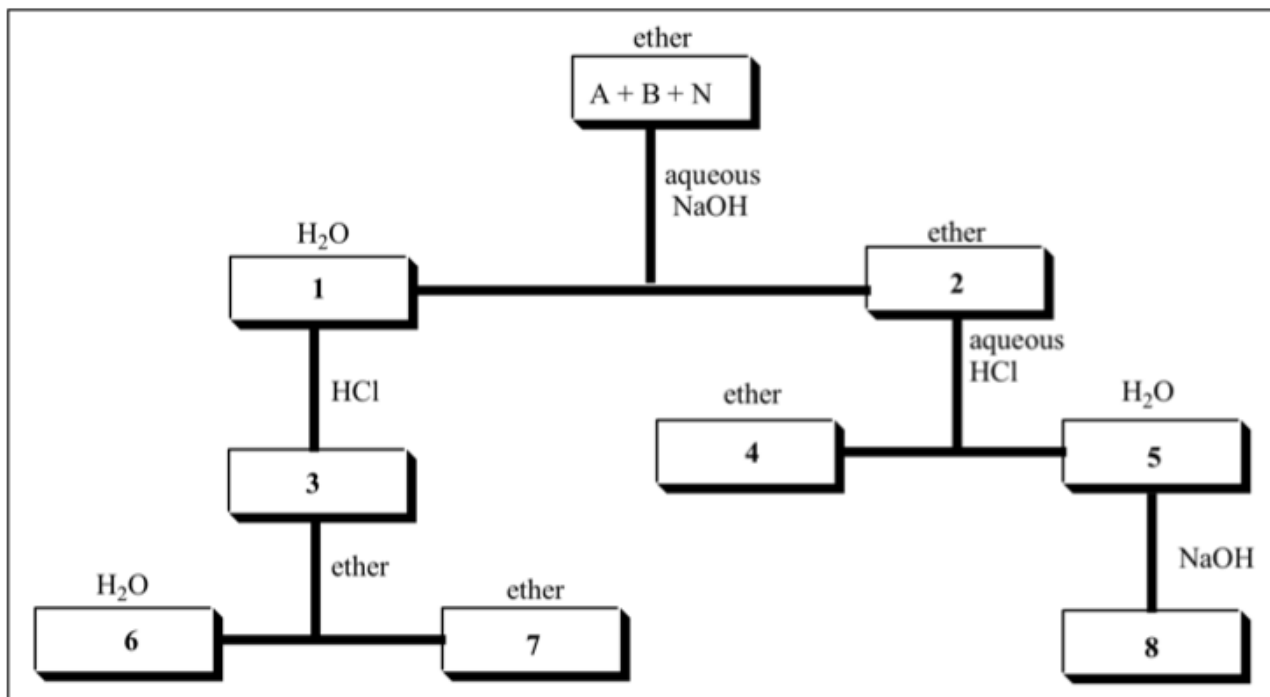 ether
A + B + N
aqueous
NaOH
H₂O
1
ether
2
HCl
aqueous
HCl
ether
4
H₂O
5
3
ether
NaOH
H₂O
6
ether
7
8